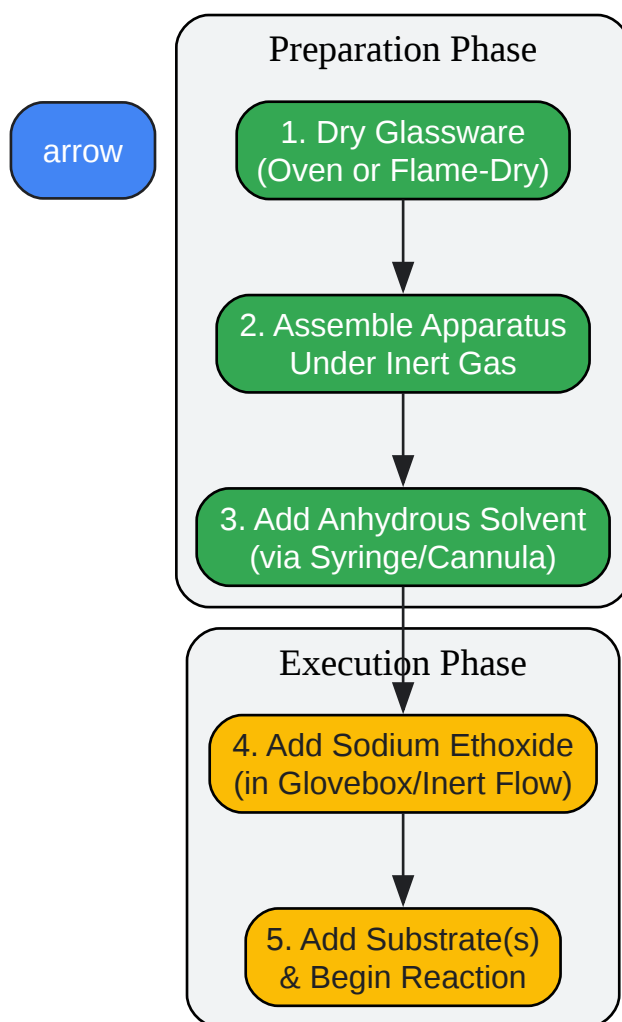 Preparation Phase
arrow
1. Dry Glassware
(Oven or Flame-Dry)
2. Assemble Apparatus
Under Inert Gas
3. Add Anhydrous Solvent
(via Syringe/Cannula)
Execution Phase
4. Add Sodium Ethoxide
(in Glovebox/Inert Flow)
5. Add Substrate(s)
& Begin Reaction